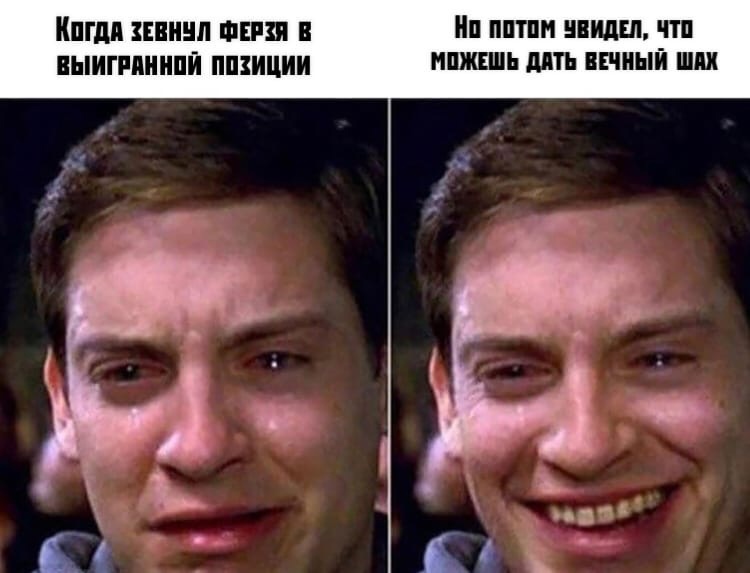 Когда зевнул ферзя в
выигранной позиции
Но потом увидел, что
можешь дать вечный шах